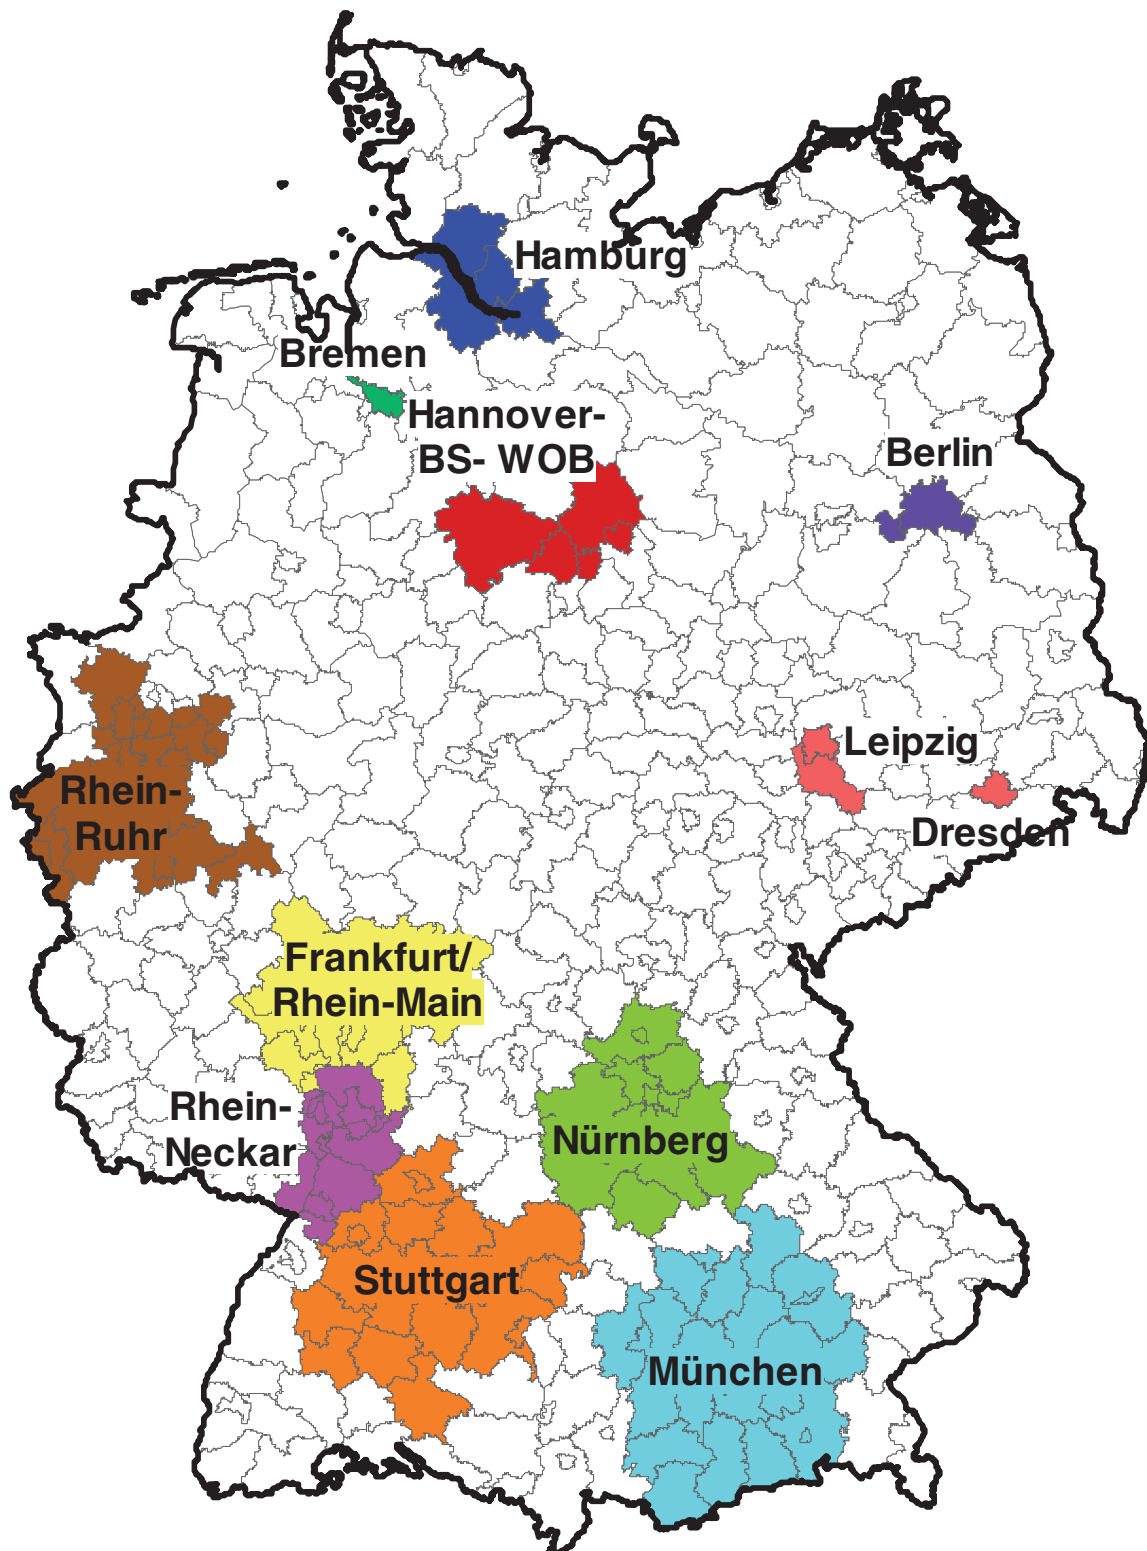 Hamburg
Bremen
Hannover-
BS- WOB
Berlin
Leipzig
Rhein-
Ruhr
Dresden
Frankfurt/
Rhein-Main
Rhein-
Neckar
Nürnberg
Stuttgart
München